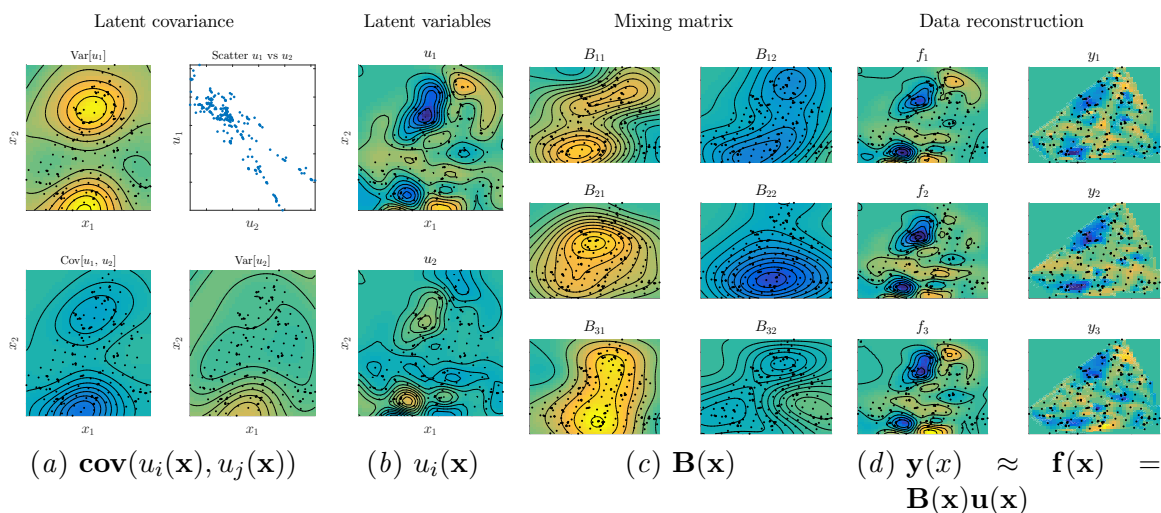 Latent covariance
Latent variables
Mixing matrix
Data reconstruction
Var[u₁]
Scatter u₁ vs u₂
x₂
x₁
u₁
u₂
Cov[u₁, u₂]
Var[u₂]
x₂
x₁
x₁
x₂
u₁
x₂
x₁
u₂
x₂
x₁
B₁₁
B₁₂
B₂₁
B₂₂
B₃₁
B₃₂
f₁
y₁
f₂
y₂
f₃
y₃
(a) cov(uᵢ(x), uⱼ(x))
(b) uᵢ(x)
(c) B(x)
(d) y(x) ≈ f(x) =
B(x)u(x)